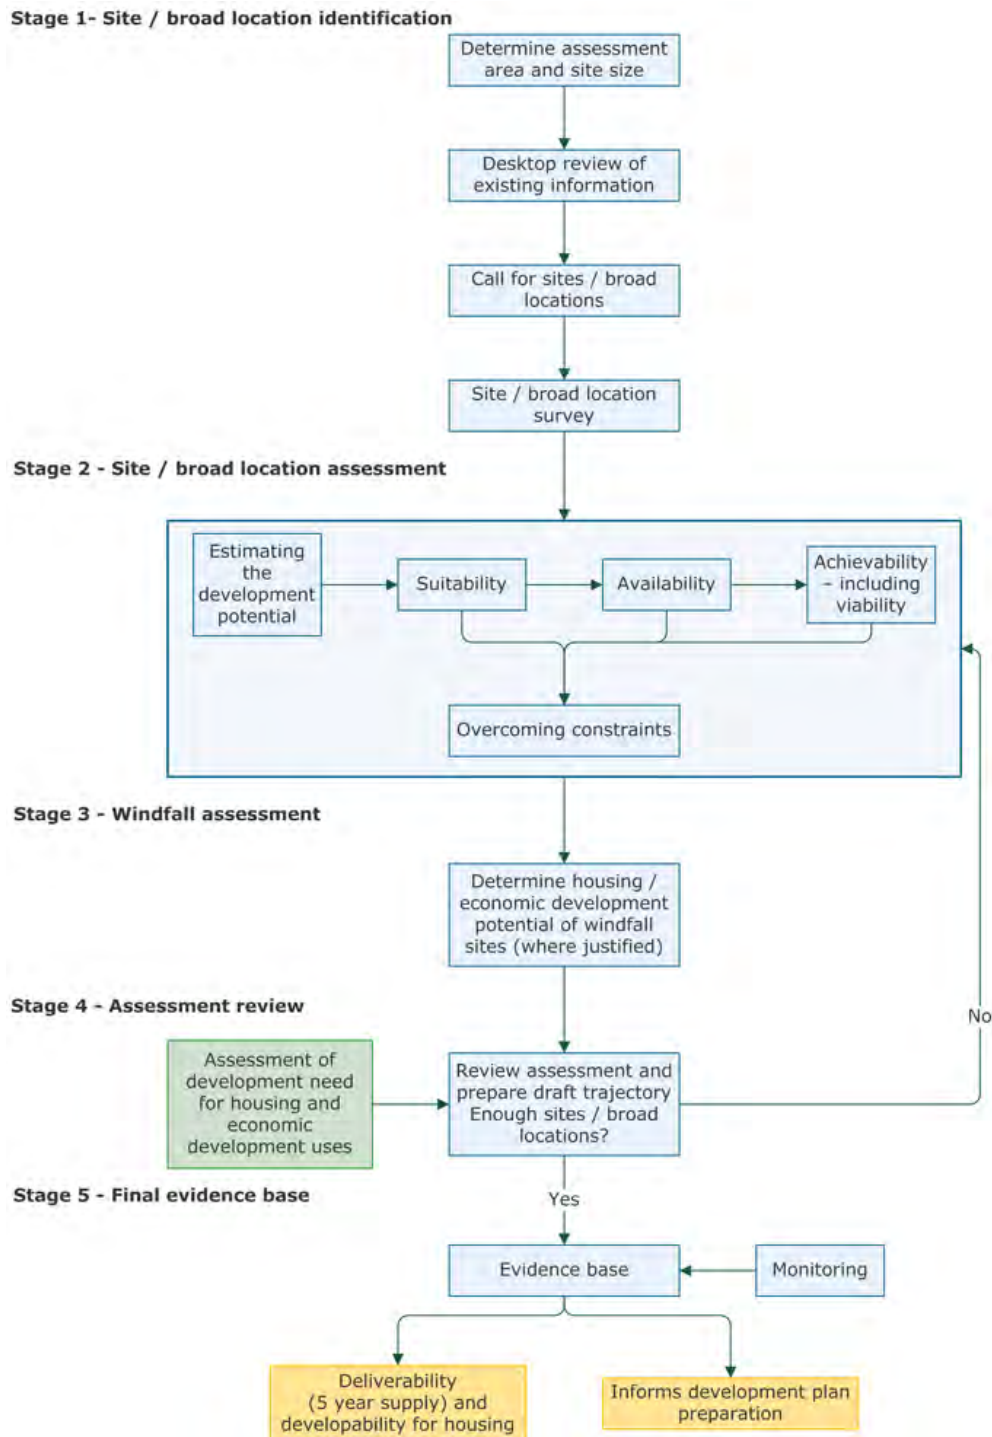 Stage 1- Site / broad location identification
Determine assessment
area and site size
Desktop review of
existing information
Call for sites / broad
locations
Site / broad location
survey
Stage 2 - Site / broad location assessment
Estimating
the
development
potential
Suitability
Availability
Achievability
– including
viability
Overcoming constraints
Stage 3 - Windfall assessment
Determine housing /
economic development
potential of windfall
sites (where justified)
Stage 4 - Assessment review
No
Assessment of
development need
for housing and
economic
development uses
Review assessment and
prepare draft trajectory
Enough sites / broad
locations?
Stage 5 - Final evidence base
Yes
Evidence base
Monitoring
Deliverability
(5 year supply) and
developability for housing
Informs development plan
preparation